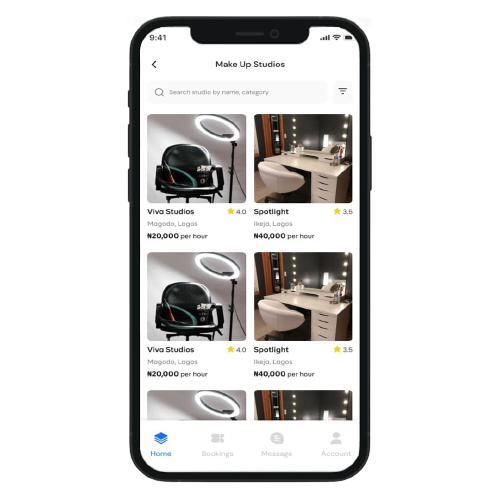 9:41
Make Up Studios
Search studio by name, category
Viva Studios 4.0
Magodo, Lagos
₦20,000 per hour
Spotlight 3.5
Ikeja, Lagos
₦40,000 per hour
Viva Studios 4.0
Magodo, Lagos
₦20,000 per hour
Spotlight 3.5
Ikeja, Lagos
₦40,000 per hour
Home
Bookings
Message
Account